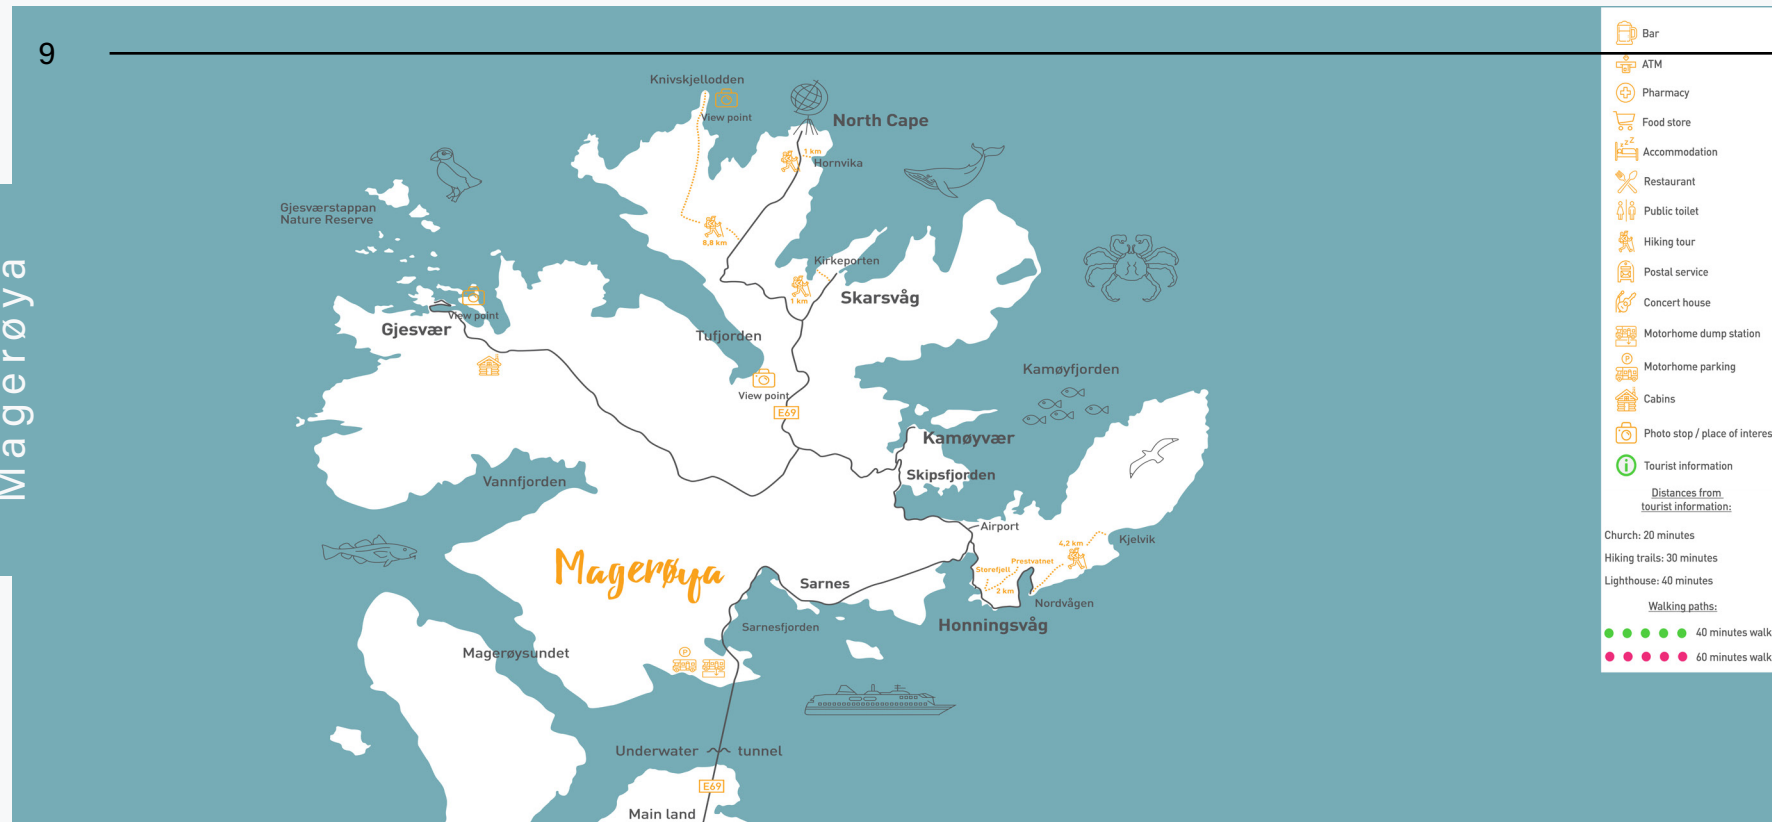 9
Magerøya
Knivskjellodden
View point
North Cape
1 km
Hornvika
Gjesværstappan
Nature Reserve
8,8 km
Kirkeporten
1 km
Skarsvåg
View point
Gjesvær
Tufjorden
View point
E69
Kamøyfjorden
Kamøyvær
Skipsfjorden
Vannfjorden
Airport
4,2 km
Kjelvik
Prestvatnet
Storefjell
2 km
Nordvågen
Magerøya
Sarnes
Honningsvåg
Sarnesfjorden
Magerøysundet
P
Underwater tunnel
E69
Main land
Bar
ATM
Pharmacy
Food store
zzZ
Accommodation
Restaurant
Public toilet
Hiking tour
Postal service
Concert house
Motorhome dump station
P
Motorhome parking
Cabins
Photo stop / place of interes
i
Tourist information
Distances from
tourist information:
Church: 20 minutes
Hiking trails: 30 minutes
Lighthouse: 40 minutes
Walking paths:
40 minutes walk
60 minutes walk